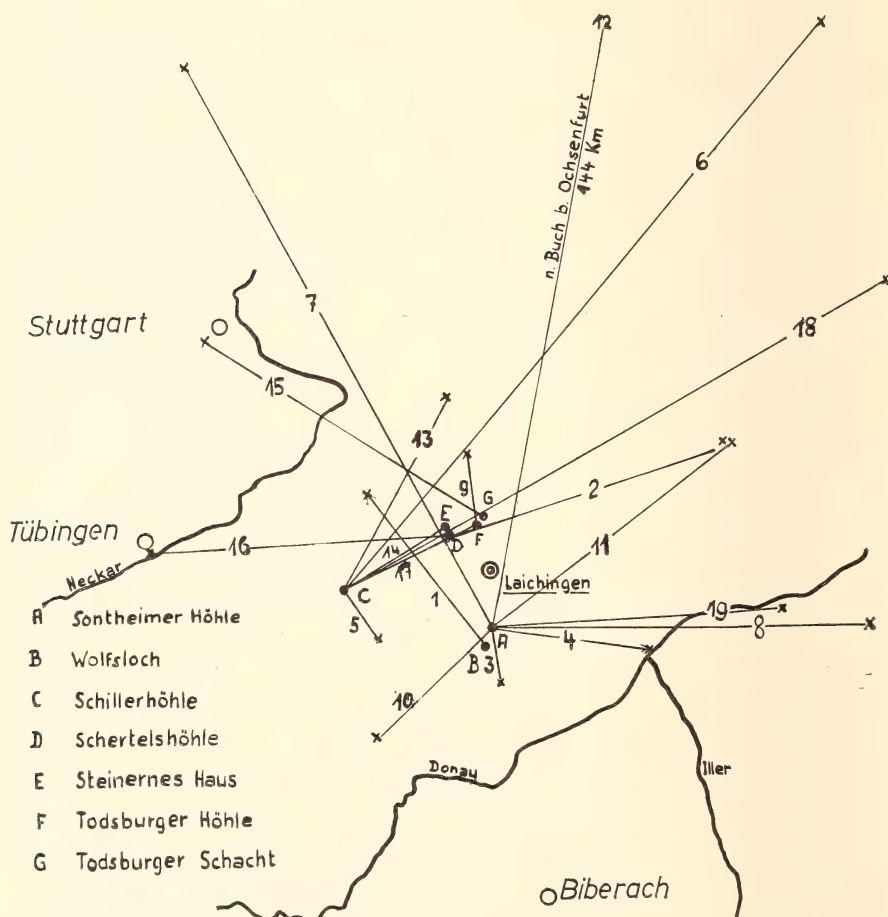 12
n. Buch b. Ochsenfurt
144 Km
6
7
18
Stuttgart
15
13
9
G
2
E
F
D
Tübingen
16
14
17
11
Laichingen
Neckar
C
1
5
A
19
8
4
B 3
10
A Sontheimer Höhle
B Wolfsloch
C Schillerhöhle
D Schertelshöhle
E Steinernes Haus
F Todsburger Höhle
G Todsburger Schacht
Donau
Iller
Biberach